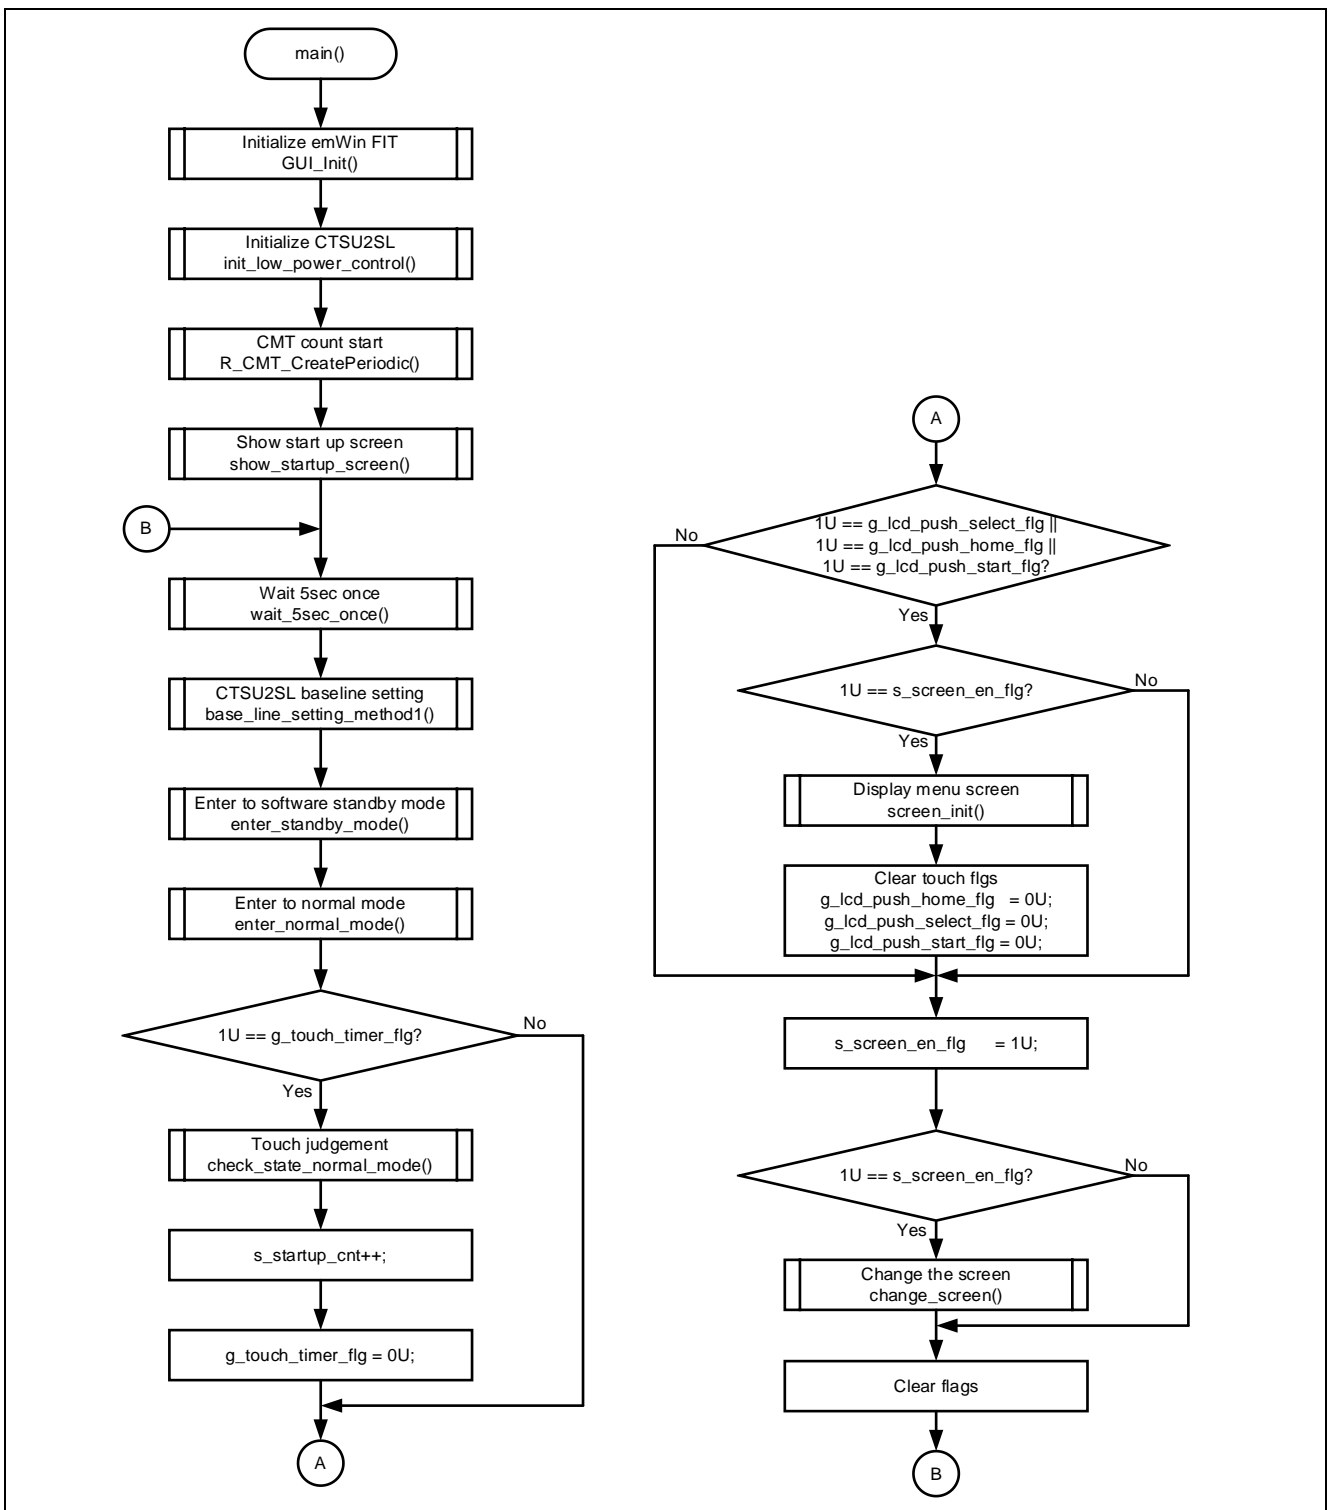 main()
Initialize emWin FIT
GUI_Init()
Initialize CTSU2SL
init_low_power_control()
CMT count start
R_CMT_CreatePeriodic()
Show start up screen
show_startup_screen()
B
Wait 5sec once
wait_5sec_once()
CTSU2SL baseline setting
base_line_setting_method1()
Enter to software standby mode
enter_standby_mode()
Enter to normal mode
enter_normal_mode()
1U == g_touch_timer_flg?
No
Yes
Touch judgement
check_state_normal_mode()
s_startup_cnt++;
g_touch_timer_flg = 0U;
A
A
1U == g_lcd_push_select_flg ||
1U == g_lcd_push_home_flg ||
1U == g_lcd_push_start_flg?
No
Yes
1U == s_screen_en_flg?
No
Yes
Display menu screen
screen_init()
Clear touch flgs
g_lcd_push_home_flg = 0U;
g_lcd_push_select_flg = 0U;
g_lcd_push_start_flg = 0U;
s_screen_en_flg = 1U;
1U == s_screen_en_flg?
No
Yes
Change the screen
change_screen()
Clear flags
B